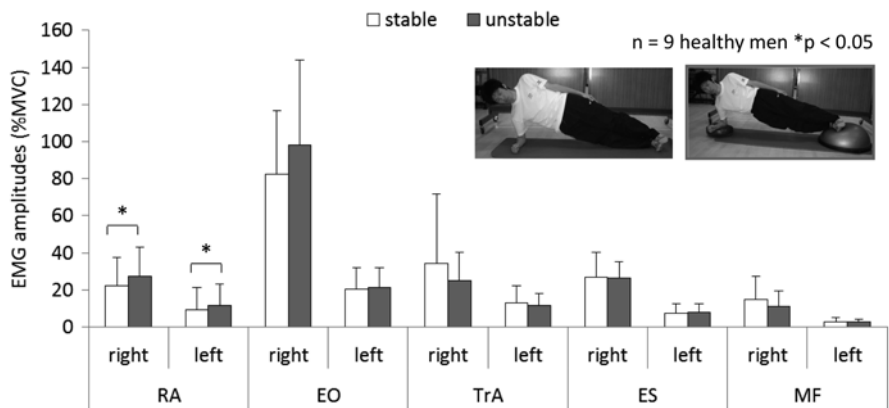 □ stable ■ unstable
n = 9 healthy men *p < 0.05
EMG amplitudes (%MVC)
160
140
120
100
80
60
40
20
0
* *
right left right left right left right left right left
RA EO TrA ES MF